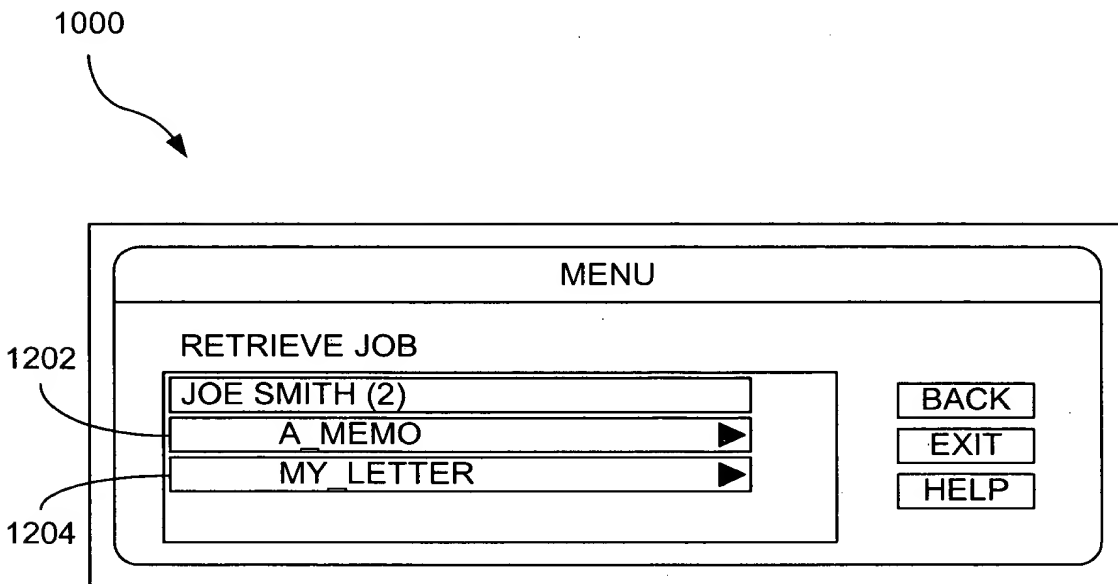 1000
MENU
RETRIEVE JOB
1202
JOE SMITH (2)
BACK
A_MEMO
EXIT
MY_LETTER
HELP
1204